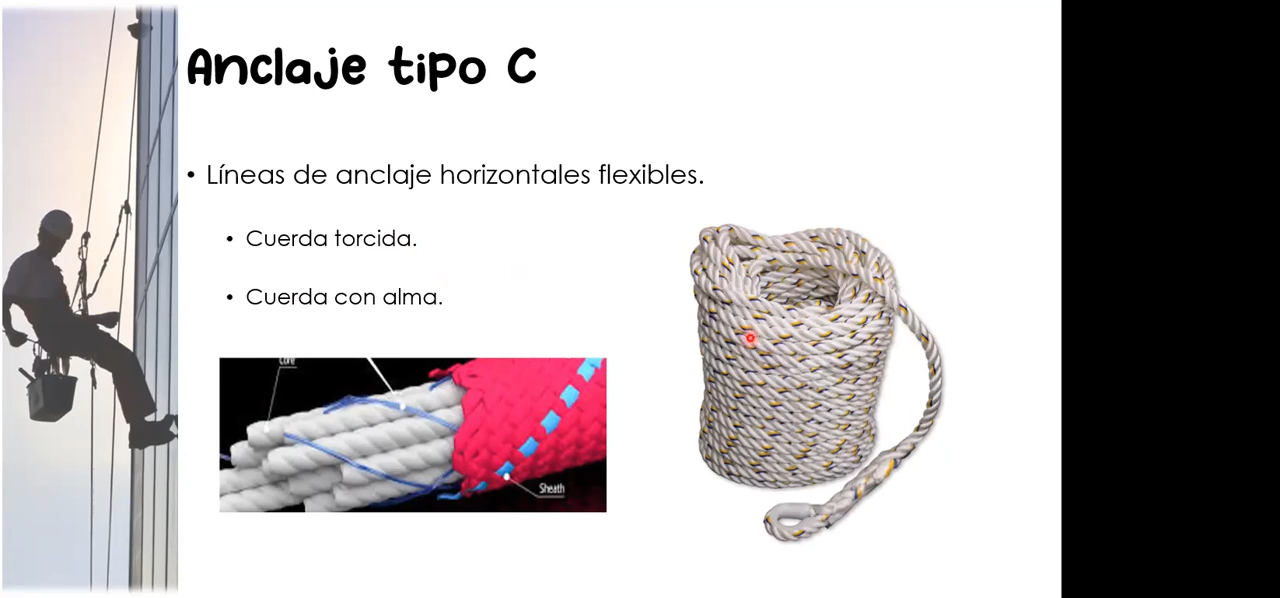 Anclaje tipo C
• Líneas de anclaje horizontales flexibles.
• Cuerda torcida.
• Cuerda con alma.
Core
Sheath